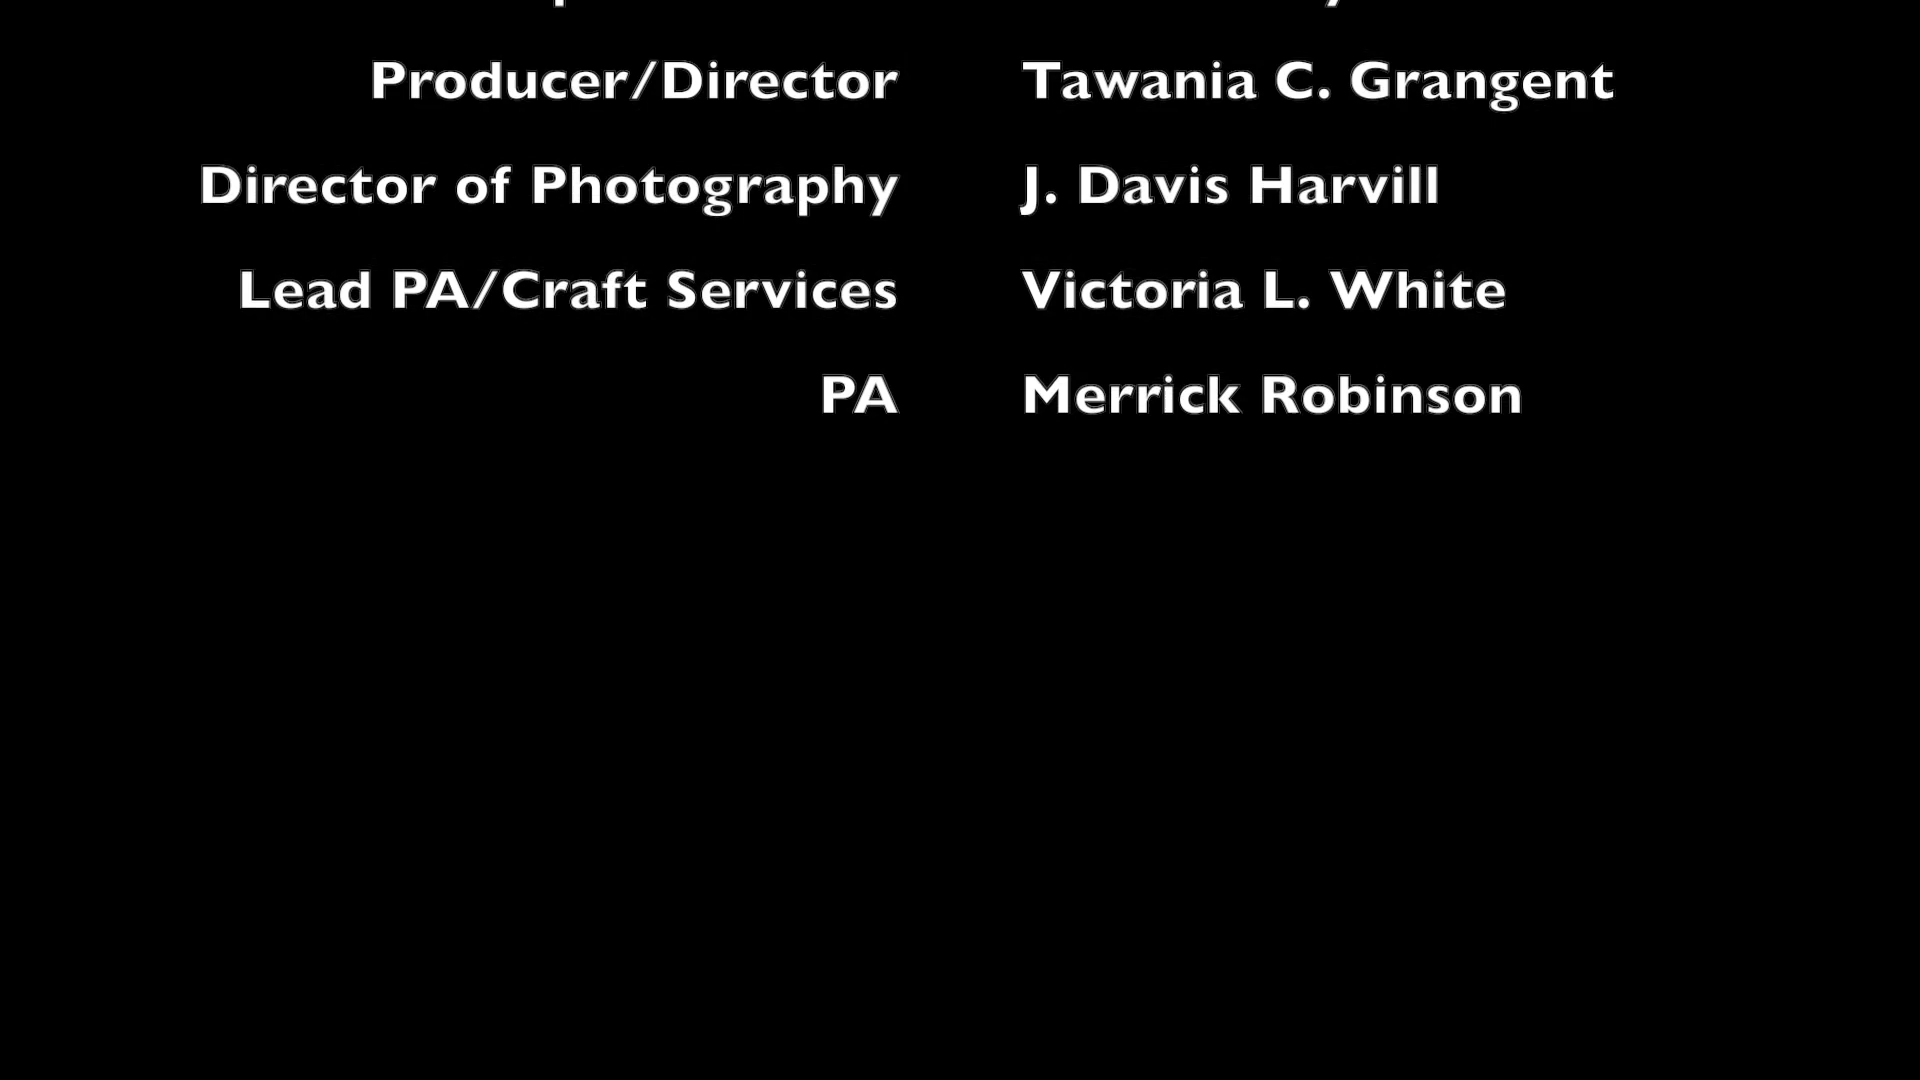 Producer/Director Tawania C. Grangent
Director of Photography J. Davis Harvill
Lead PA/Craft Services Victoria L. White
PA Merrick Robinson